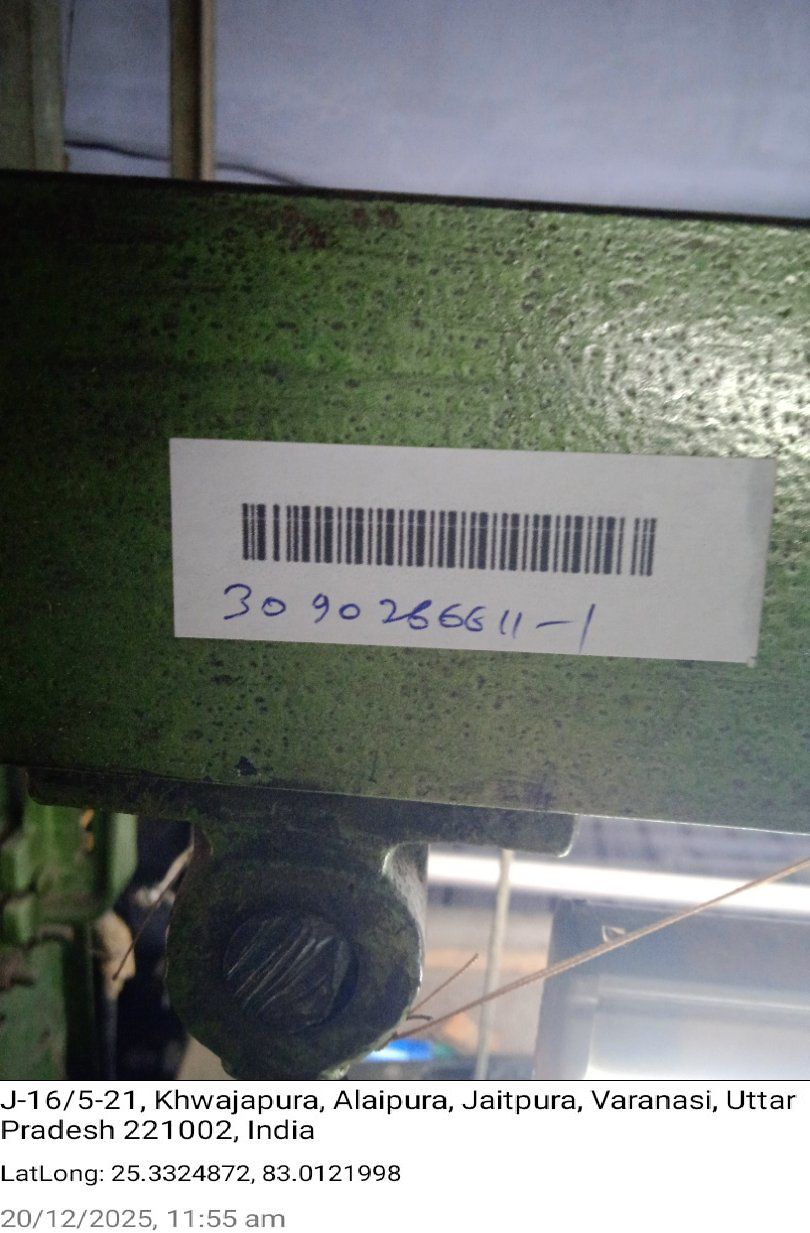 3090266611-1
J-16/5-21, Khwajapura, Alaipura, Jaitpura, Varanasi, Uttar
Pradesh 221002, India
LatLong: 25.3324872, 83.0121998
20/12/2025, 11:55 am